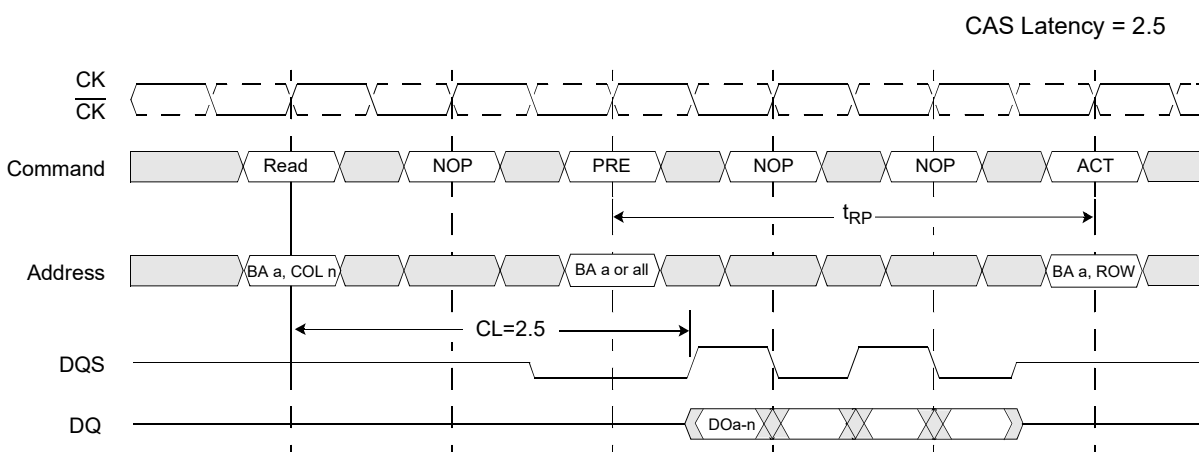 CAS Latency = 2.5
CK
CK
Command
Read
NOP
PRE
NOP
NOP
ACT
tRP
Address
BA a, COL n
BA a or all
BA a, ROW
CL=2.5
DQS
DQ
DOa-n